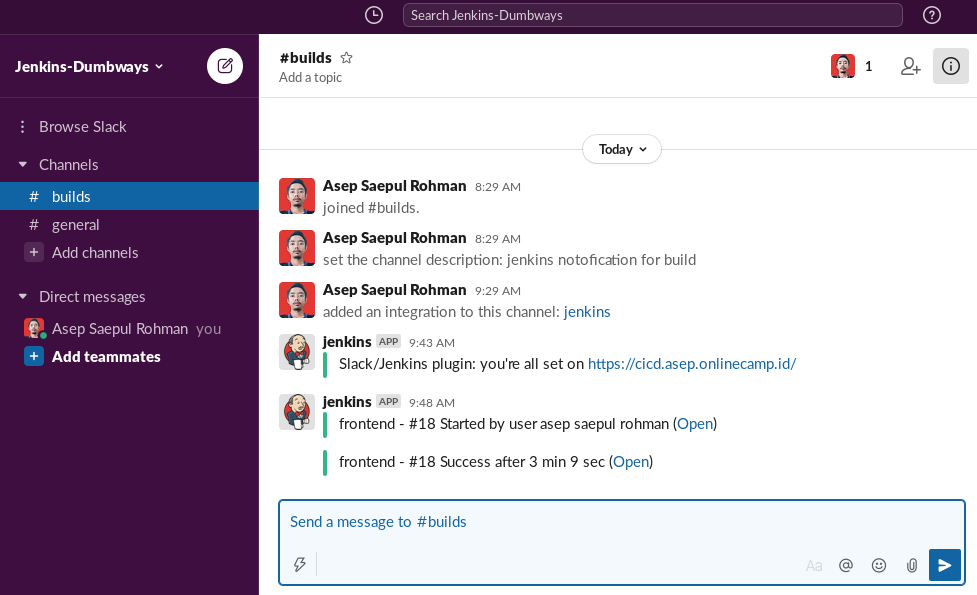 Search Jenkins-Dumbways
Jenkins-Dumbways
#builds
Add a topic
1
Browse Slack
Channels
# builds
# general
+ Add channels
Direct messages
Asep Saepul Rohman you
+ Add teammates
Today
Asep Saepul Rohman 8:29 AM
joined #builds.
Asep Saepul Rohman 8:29 AM
set the channel description: jenkins notofication for build
Asep Saepul Rohman 9:29 AM
added an integration to this channel: jenkins
jenkins APP 9:43 AM
Slack/Jenkins plugin: you're all set on https://cicd.asep.onlinecamp.id/
jenkins APP 9:48 AM
frontend - #18 Started by user asep saepul rohman (Open)
frontend - #18 Success after 3 min 9 sec (Open)
Send a message to #builds
Aa @